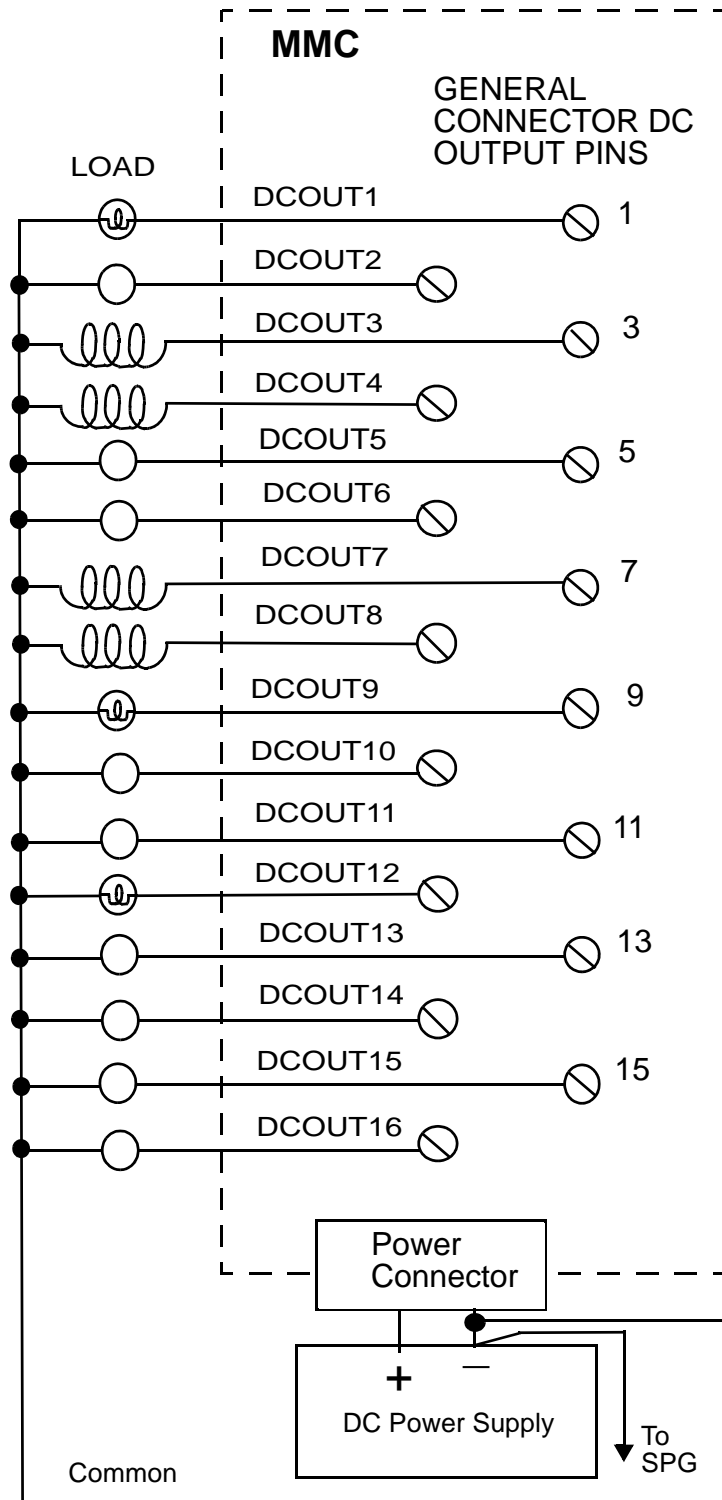 MMC
GENERAL
CONNECTOR DC
OUTPUT PINS
LOAD
DCOUT1
1
DCOUT2
DCOUT3
3
DCOUT4
DCOUT5
5
DCOUT6
DCOUT7
7
DCOUT8
DCOUT9
9
DCOUT10
DCOUT11
11
DCOUT12
DCOUT13
13
DCOUT14
DCOUT15
15
DCOUT16
Power
Connector
+ —
DC Power Supply
To
SPG
Common